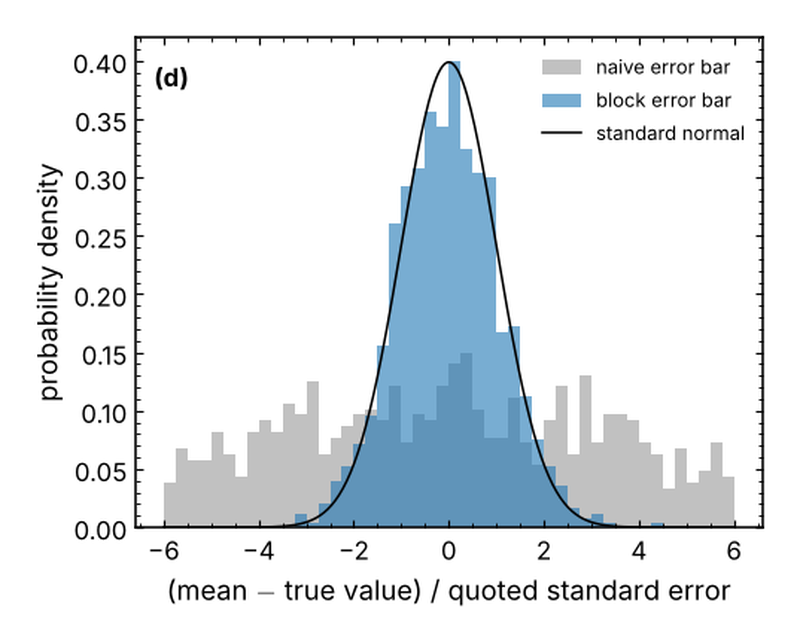 (d)
naive error bar
block error bar
standard normal
probability density
0.40
0.35
0.30
0.25
0.20
0.15
0.10
0.05
0.00
−6 −4 −2 0 2 4 6
(mean − true value) / quoted standard error